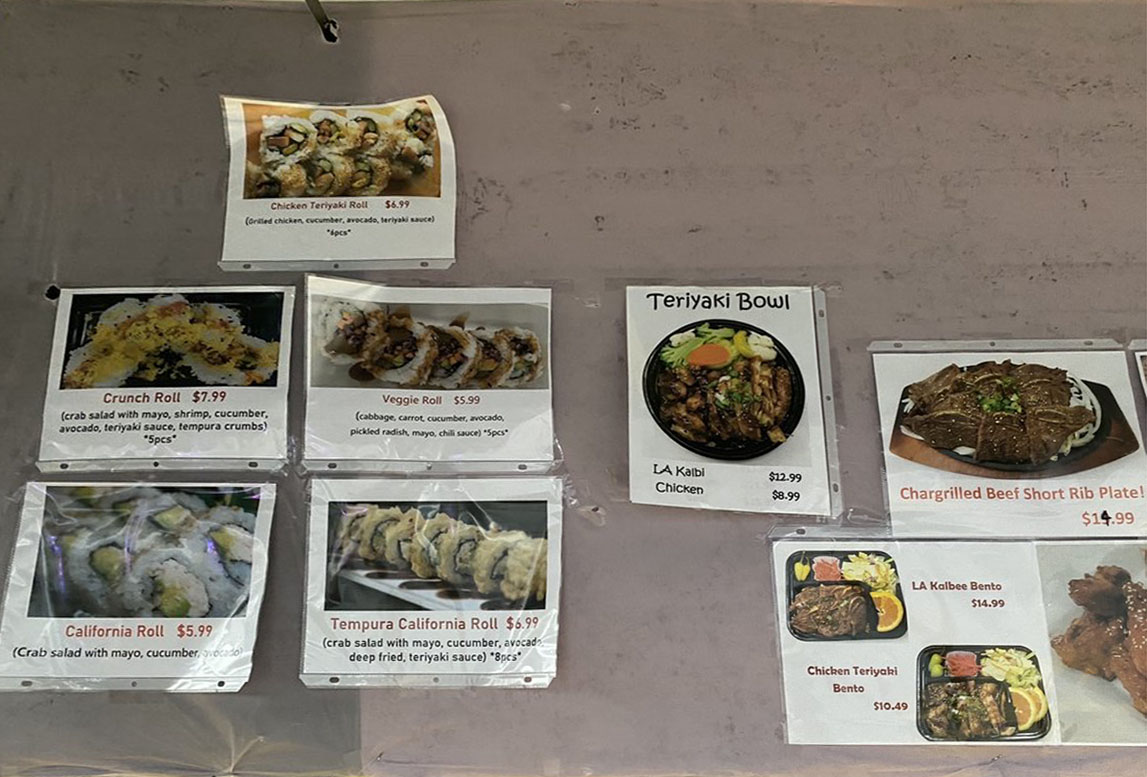 Chicken Teriyaki Roll $6.99
(Grilled chicken, cucumber, avocado, teriyaki sauce)
*6pcs*
Crunch Roll $7.99
(crab salad with mayo, shrimp, cucumber,
avocado, teriyaki sauce, tempura crumbs)
*5pcs*
Veggie Roll $5.99
(cabbage, carrot, cucumber, avocado,
pickled radish, mayo, chili sauce) *5pcs*
California Roll $5.99
(Crab salad with mayo, cucumber, avocado)
Tempura California Roll $6.99
(crab salad with mayo, cucumber, avocado,
deep fried, teriyaki sauce) *8pcs*
Teriyaki Bowl
LA Kalbi $12.99
Chicken $8.99
Chargrilled Beef Short Rib Plate!
$14.99
LA Kalbee Bento
$14.99
Chicken Teriyaki
Bento
$10.49